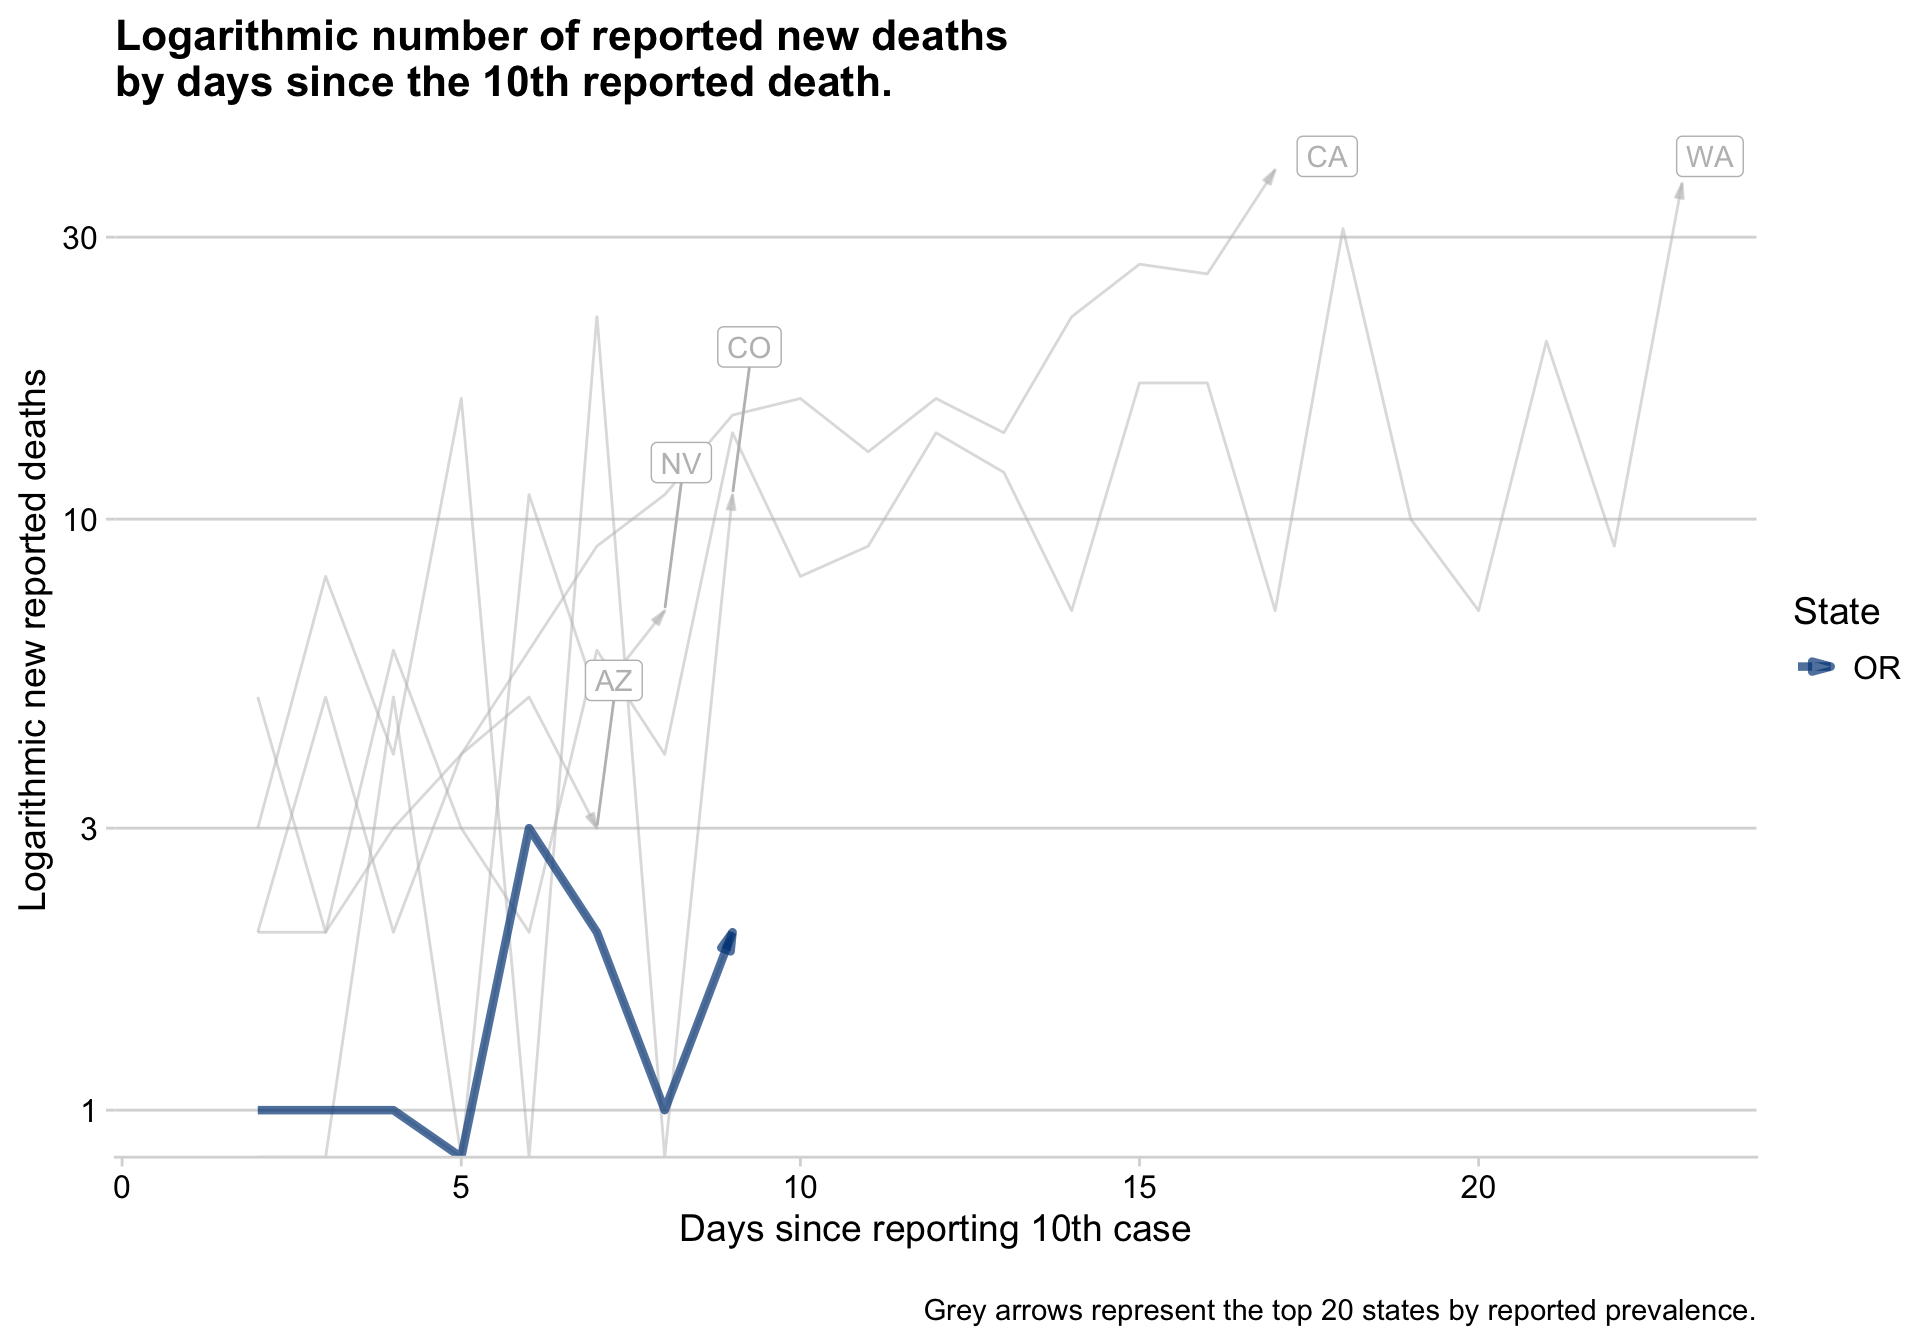 Logarithmic number of reported new deaths
by days since the 10th reported death.
CA
WA
30
CO
NV
10
AZ
3
1
Logarithmic new reported deaths
State
OR
0
5
10
15
20
Days since reporting 10th case
Grey arrows represent the top 20 states by reported prevalence.